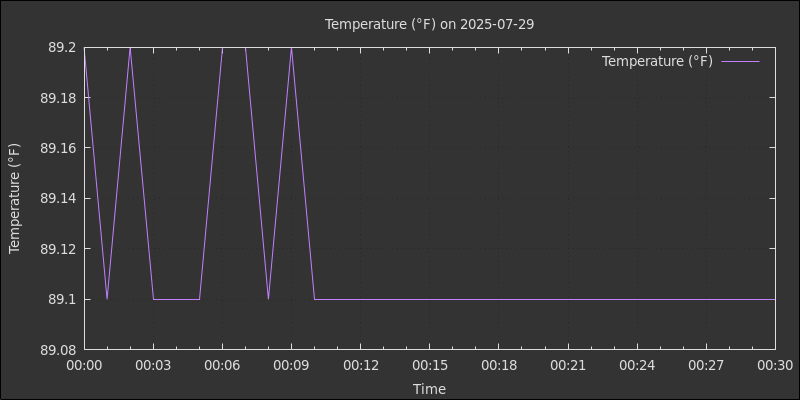 Temperature (°F) on 2025-07-29
Temperature (°F)
Temperature (°F)
89.2
89.18
89.16
89.14
89.12
89.1
89.08
00:00 00:03 00:06 00:09 00:12 00:15 00:18 00:21 00:24 00:27 00:30
Time